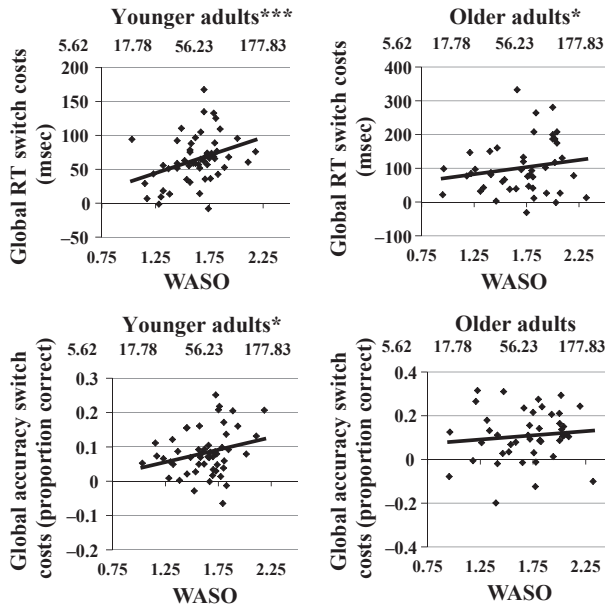 Younger adults***
5.62 17.78 56.23 177.83
Global RT switch costs
(msec)
200
150
100
50
0
–50
0.75 1.25 1.75 2.25
WASO
Older adults*
5.62 17.78 56.23 177.83
Global RT switch costs
(msec)
400
300
200
100
0
–100
0.75 1.25 1.75 2.25
WASO
Younger adults*
5.62 17.78 56.23 177.83
Global accuracy switch
costs (proportion correct)
0.3
0.2
0.1
0
–0.1
–0.2
0.75 1.25 1.75 2.25
WASO
Older adults
5.62 17.78 56.23 177.83
Global accuracy switch
costs (proportion correct)
0.4
0.2
0
–0.2
–0.4
0.75 1.25 1.75 2.25
WASO